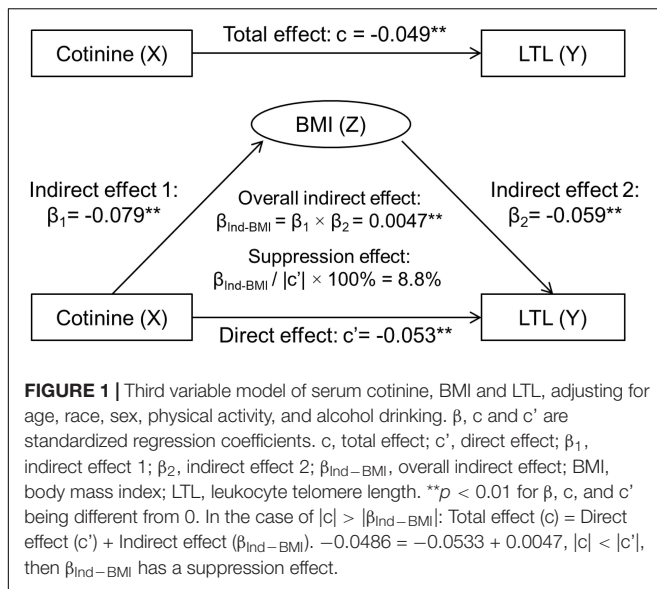 Total effect: c = -0.049**
Cotinine (X)
LTL (Y)
BMI (Z)
Indirect effect 1:
β₁= -0.079**
Overall indirect effect:
βInd-BMI = β₁ × β₂ = 0.0047**
Indirect effect 2:
β₂= -0.059**
Suppression effect:
βInd-BMI / |c'| × 100% = 8.8%
Cotinine (X)
LTL (Y)
Direct effect: c'= -0.053**
FIGURE 1 | Third variable model of serum cotinine, BMI and LTL, adjusting for
age, race, sex, physical activity, and alcohol drinking. β, c and c' are
standardized regression coefficients. c, total effect; c', direct effect; β₁,
indirect effect 1; β₂, indirect effect 2; βInd−BMI, overall indirect effect; BMI,
body mass index; LTL, leukocyte telomere length. **p < 0.01 for β, c, and c'
being different from 0. In the case of |c| > |βInd−BMI|: Total effect (c) = Direct
effect (c') + Indirect effect (βInd−BMI). −0.0486 = −0.0533 + 0.0047, |c| < |c'|,
then βInd−BMI has a suppression effect.